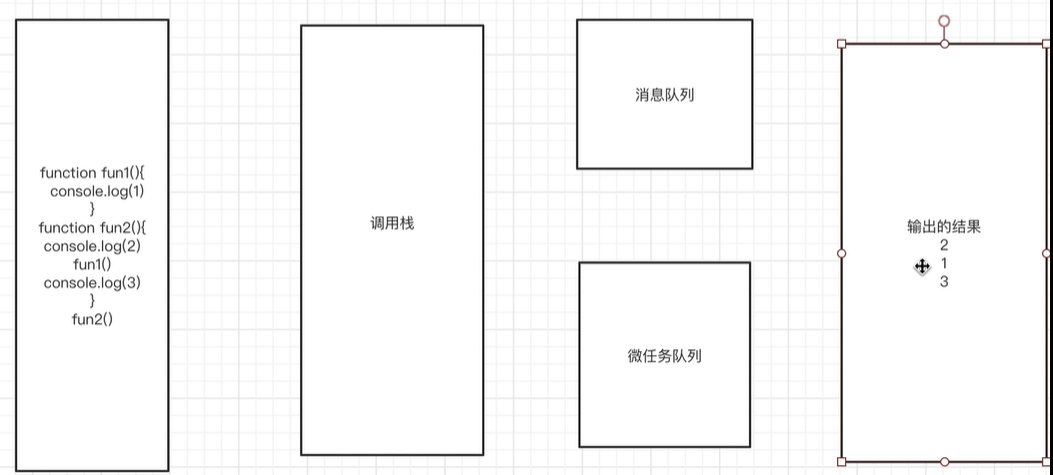 function fun1(){
console.log(1)
}
function fun2(){
console.log(2)
fun1()
console.log(3)
}
fun2()
调用栈
消息队列
微任务队列
输出的结果
2
1
3